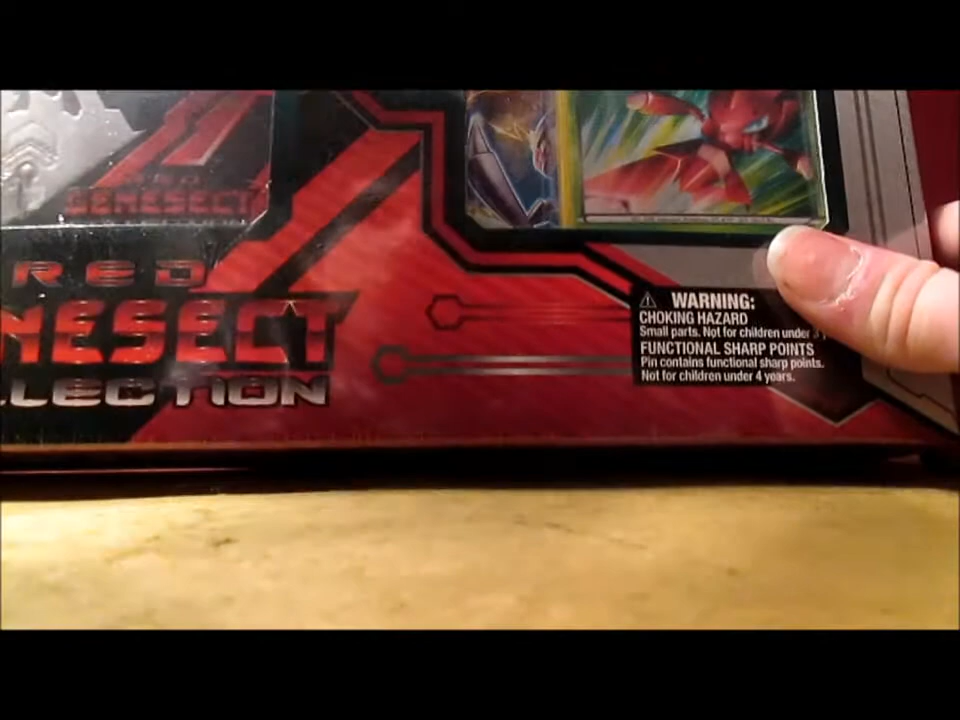 GENESECT
RED
NESECT
LLECTION
WARNING:
CHOKING HAZARD
Small parts. Not for children under 3 y
FUNCTIONAL SHARP POINTS
Pin contains functional sharp points.
Not for children under 4 years.